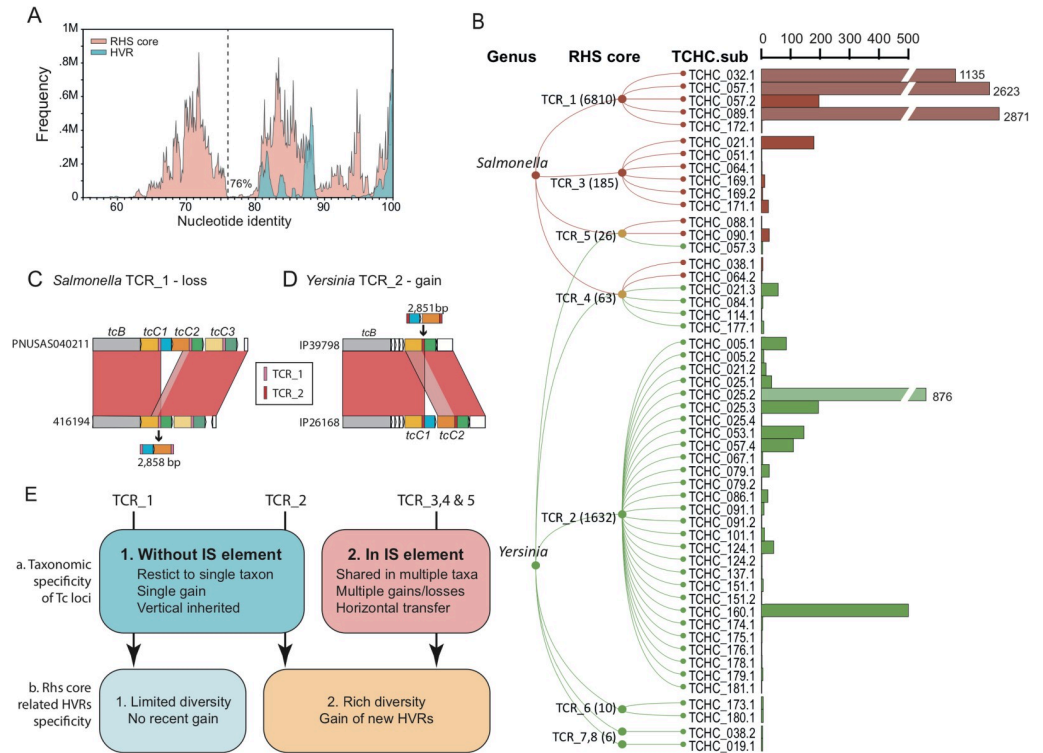 A
1M
.8M
.6M
.4M
.2M
0
Frequency
RHS core
HVR
76%
60
70
80
90
100
Nucleotide identity
B
Genus
RHS core
TCHC.sub
0 100 200 300 400 500
Salmonella
Yersinia
TCR_1 (6810)
TCHC_032.1
1135
TCHC_057.1
2623
TCHC_057.2
TCHC_089.1
2871
TCHC_172.1
TCR_3 (185)
TCHC_021.1
TCHC_051.1
TCHC_064.1
TCHC_169.1
TCHC_169.2
TCHC_171.1
TCR_5 (26)
TCHC_088.1
TCHC_090.1
TCHC_057.3
TCR_4 (63)
TCHC_038.1
TCHC_064.2
TCHC_021.3
TCHC_084.1
TCHC_114.1
TCHC_177.1
TCR_2 (1632)
TCHC_005.1
TCHC_005.2
TCHC_021.2
TCHC_025.1
TCHC_025.2
876
TCHC_025.3
TCHC_025.4
TCHC_053.1
TCHC_057.4
TCHC_067.1
TCHC_079.1
TCHC_079.2
TCHC_086.1
TCHC_091.1
TCHC_091.2
TCHC_101.1
TCHC_124.1
TCHC_124.2
TCHC_137.1
TCHC_151.1
TCHC_151.2
TCHC_160.1
TCHC_174.1
TCHC_175.1
TCHC_176.1
TCHC_178.1
TCHC_179.1
TCHC_181.1
TCR_6 (10)
TCHC_173.1
TCHC_180.1
TCR_7,8 (6)
TCHC_038.2
TCHC_019.1
C Salmonella TCR_1 - loss
tcB tcC1 tcC2 tcC3
PNUSAS040211
416194
2,858 bp
TCR_1
TCR_2
D Yersinia TCR_2 - gain
2,851bp
tcB
IP39798
IP26168
tcC1 tcC2
E
TCR_1 TCR_2 TCR_3,4 & 5
a. Taxonomic
specificity
of Tc loci
1. Without IS element
Restict to single taxon
Single gain
Vertical inherited
2. In IS element
Shared in multiple taxa
Multiple gains/losses
Horizontal transfer
b. Rhs core
related HVRs
specificity
1. Limited diversity
No recent gain
2. Rich diversity
Gain of new HVRs